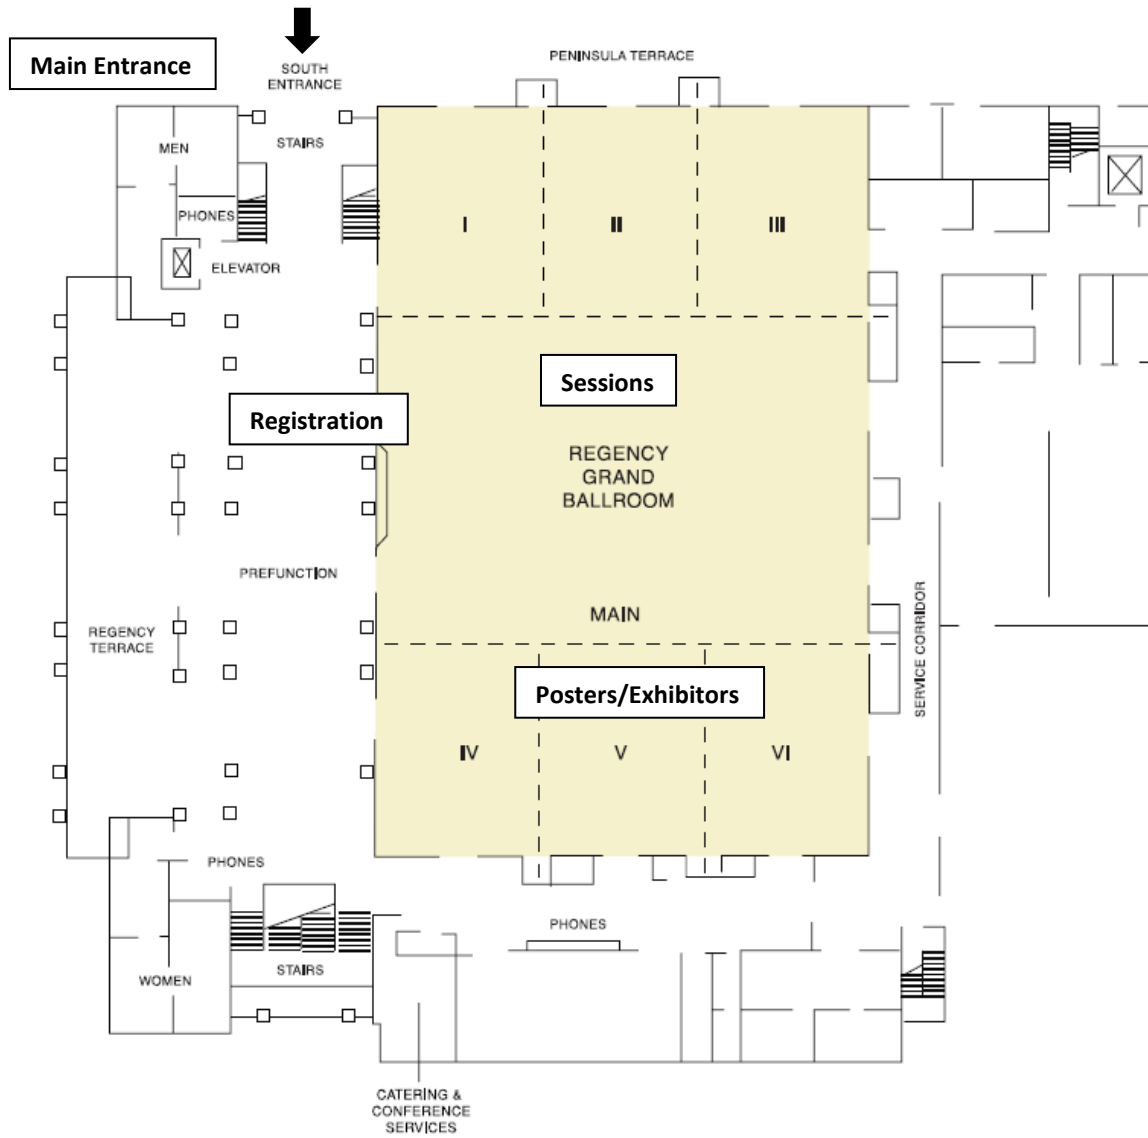 Main Entrance
SOUTH
ENTRANCE
PENINSULA TERRACE
MEN
STAIRS
PHONES
I
II
III
ELEVATOR
Sessions
Registration
REGENCY
GRAND
BALLROOM
PREFUNCTION
MAIN
REGENCY
TERRACE
SERVICE CORRIDOR
Posters/Exhibitors
IV
V
VI
PHONES
PHONES
STAIRS
WOMEN
CATERING &
CONFERENCE
SERVICES